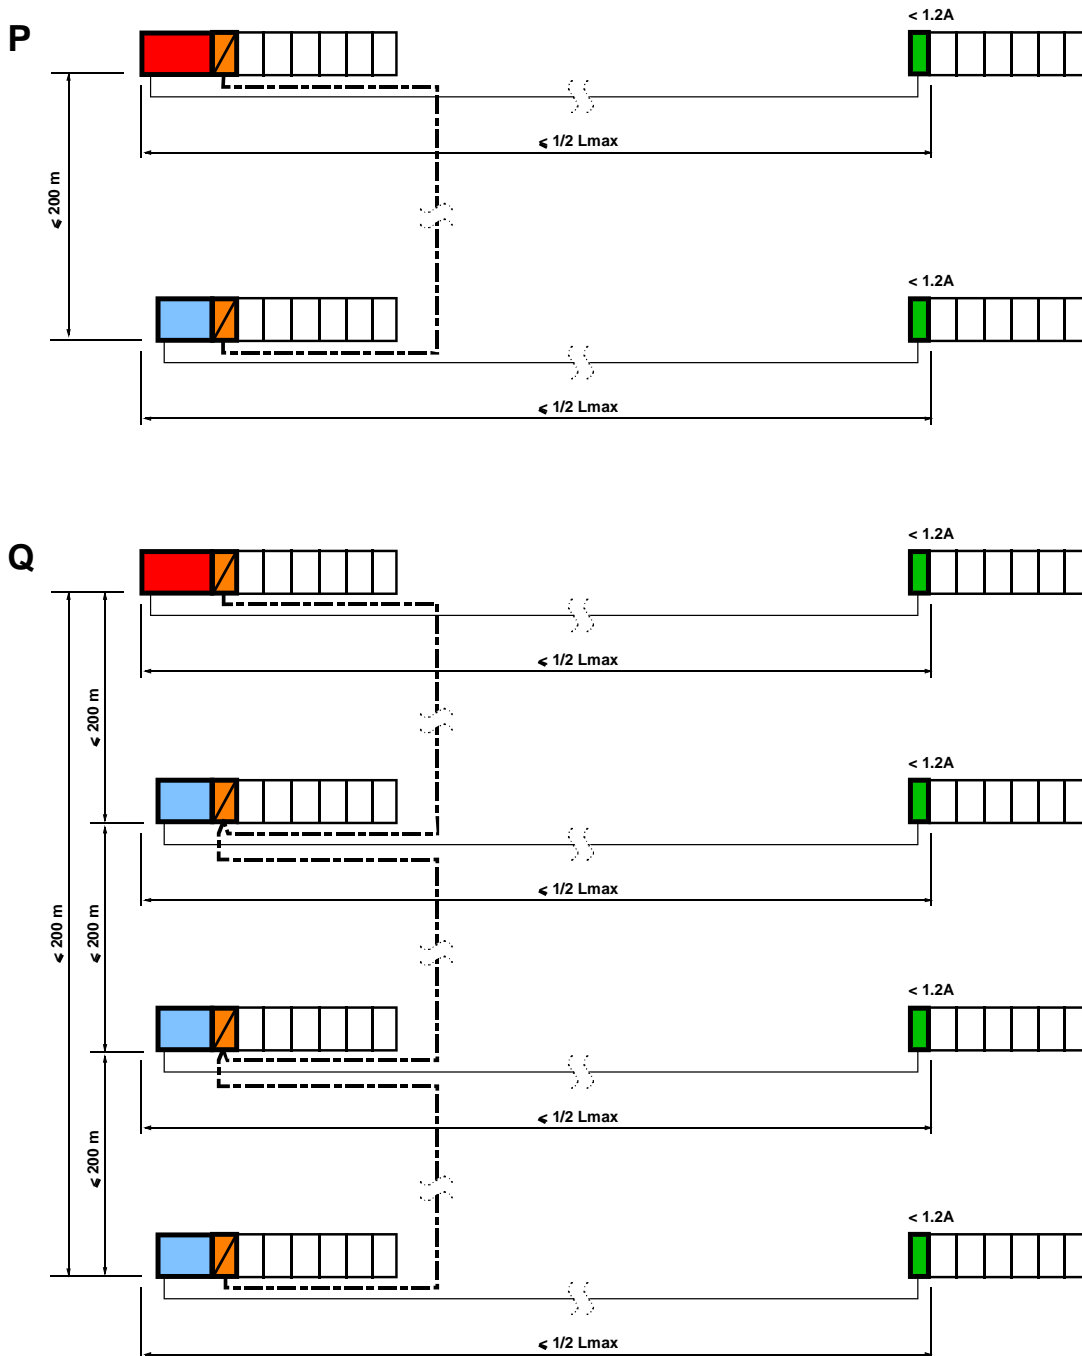 P
< 1.2A
⩽ 200 m
⩽ 1/2 Lmax
< 1.2A
⩽ 1/2 Lmax
Q
< 1.2A
⩽ 1/2 Lmax
⩽ 200 m
< 1.2A
⩽ 1/2 Lmax
⩽ 200 m
⩽ 200 m
< 1.2A
⩽ 1/2 Lmax
⩽ 200 m
< 1.2A
⩽ 1/2 Lmax